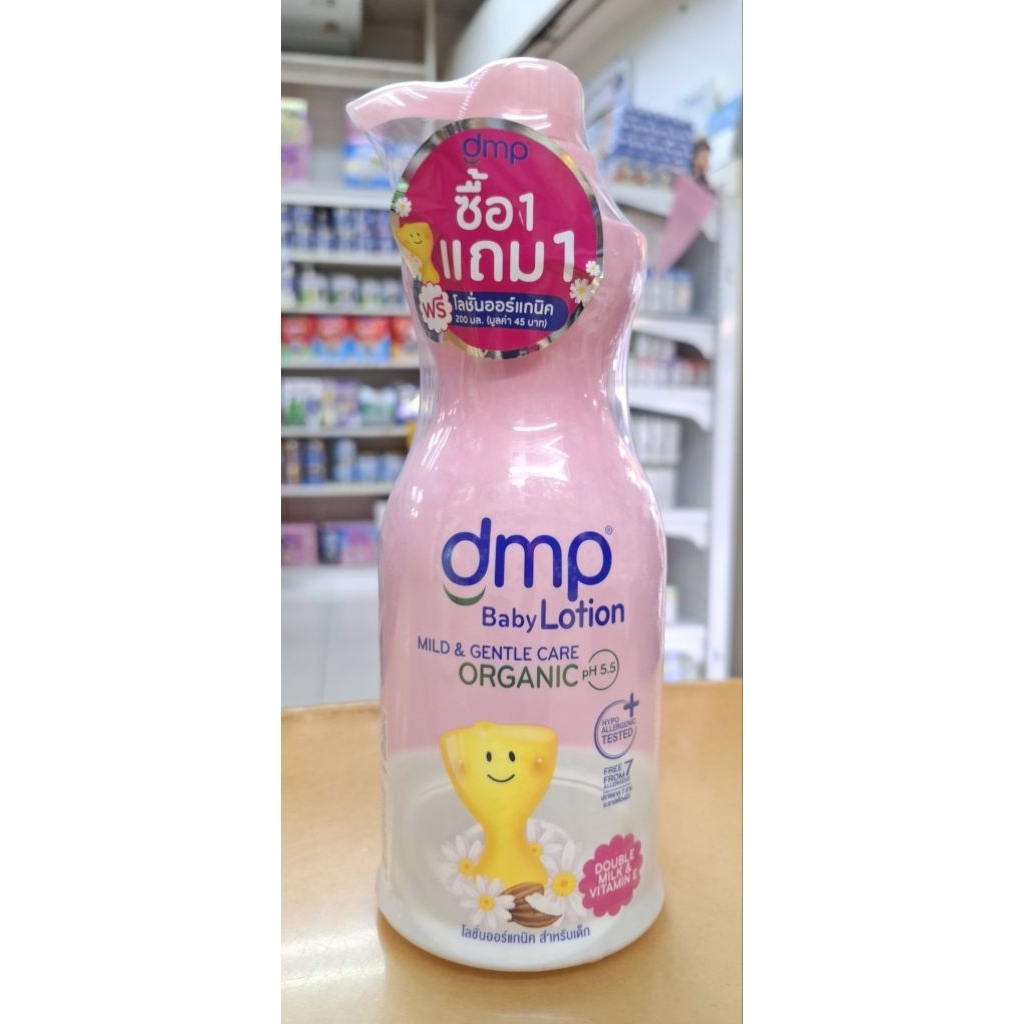 dmp
ซื้อ1
แถม1
ฟรี
โลชั่นออร์แกนิค
200 มล. (มูลค่า 45 บาท)
dmp®
Baby Lotion
MILD & GENTLE CARE
ORGANIC pH 5.5
HYPO
ALLERGENIC
TESTED
FREE
FROM 7
ALLERGENS
DOUBLE
MILK &
VITAMIN E
โลชั่นออร์แกนิค สำหรับเด็ก